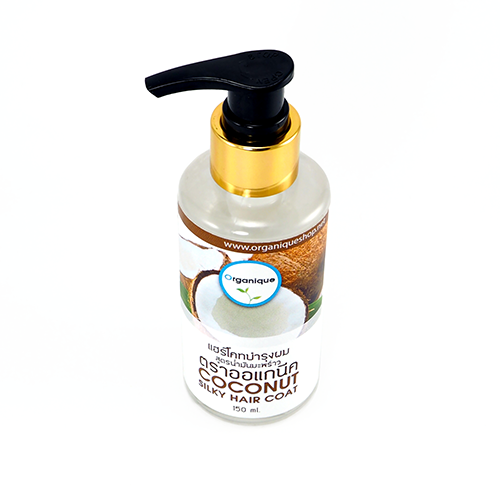 www.organiqueshop.net
Organique
แฮร์โคทบำรุงผม
สูตรน้ำมันมะพร้าว
ตราออแกนิค
COCONUT
SILKY HAIR COAT
150 ml.